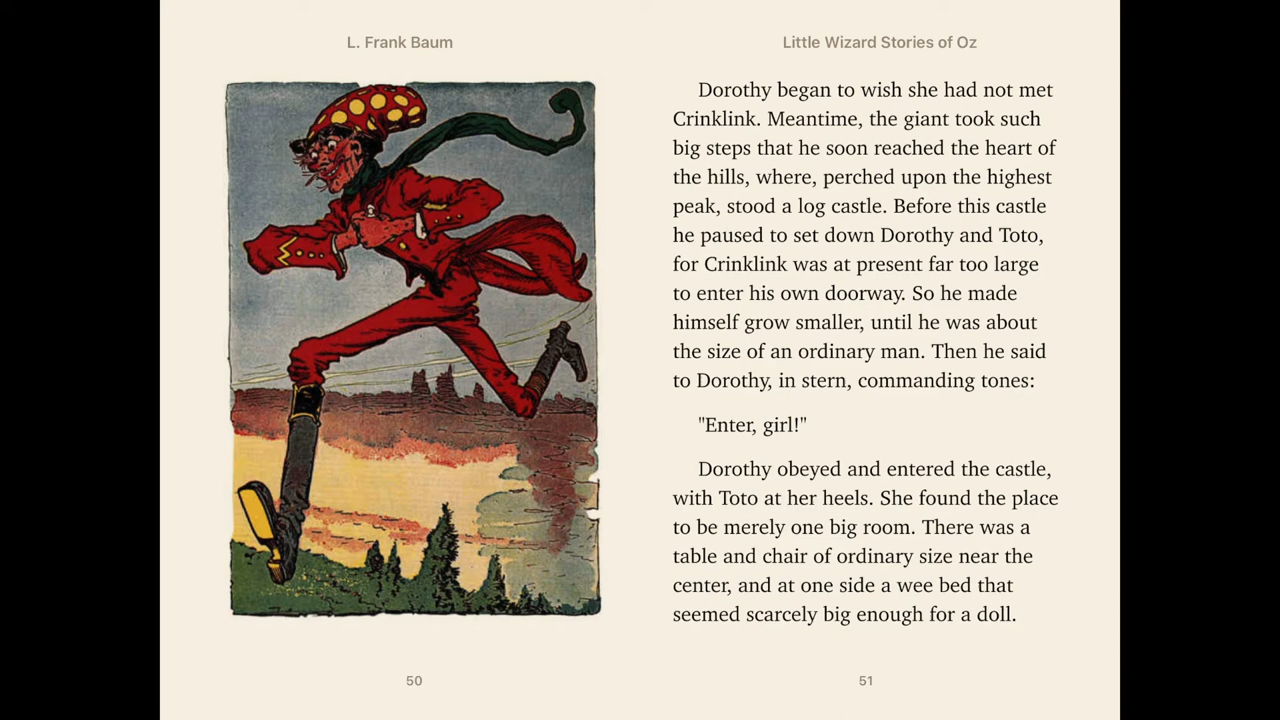 L. Frank Baum
Little Wizard Stories of Oz
Dorothy began to wish she had not met
Crinklink. Meantime, the giant took such
big steps that he soon reached the heart of
the hills, where, perched upon the highest
peak, stood a log castle. Before this castle
he paused to set down Dorothy and Toto,
for Crinklink was at present far too large
to enter his own doorway. So he made
himself grow smaller, until he was about
the size of an ordinary man. Then he said
to Dorothy, in stern, commanding tones:
"Enter, girl!"
Dorothy obeyed and entered the castle,
with Toto at her heels. She found the place
to be merely one big room. There was a
table and chair of ordinary size near the
center, and at one side a wee bed that
seemed scarcely big enough for a doll.
50
51